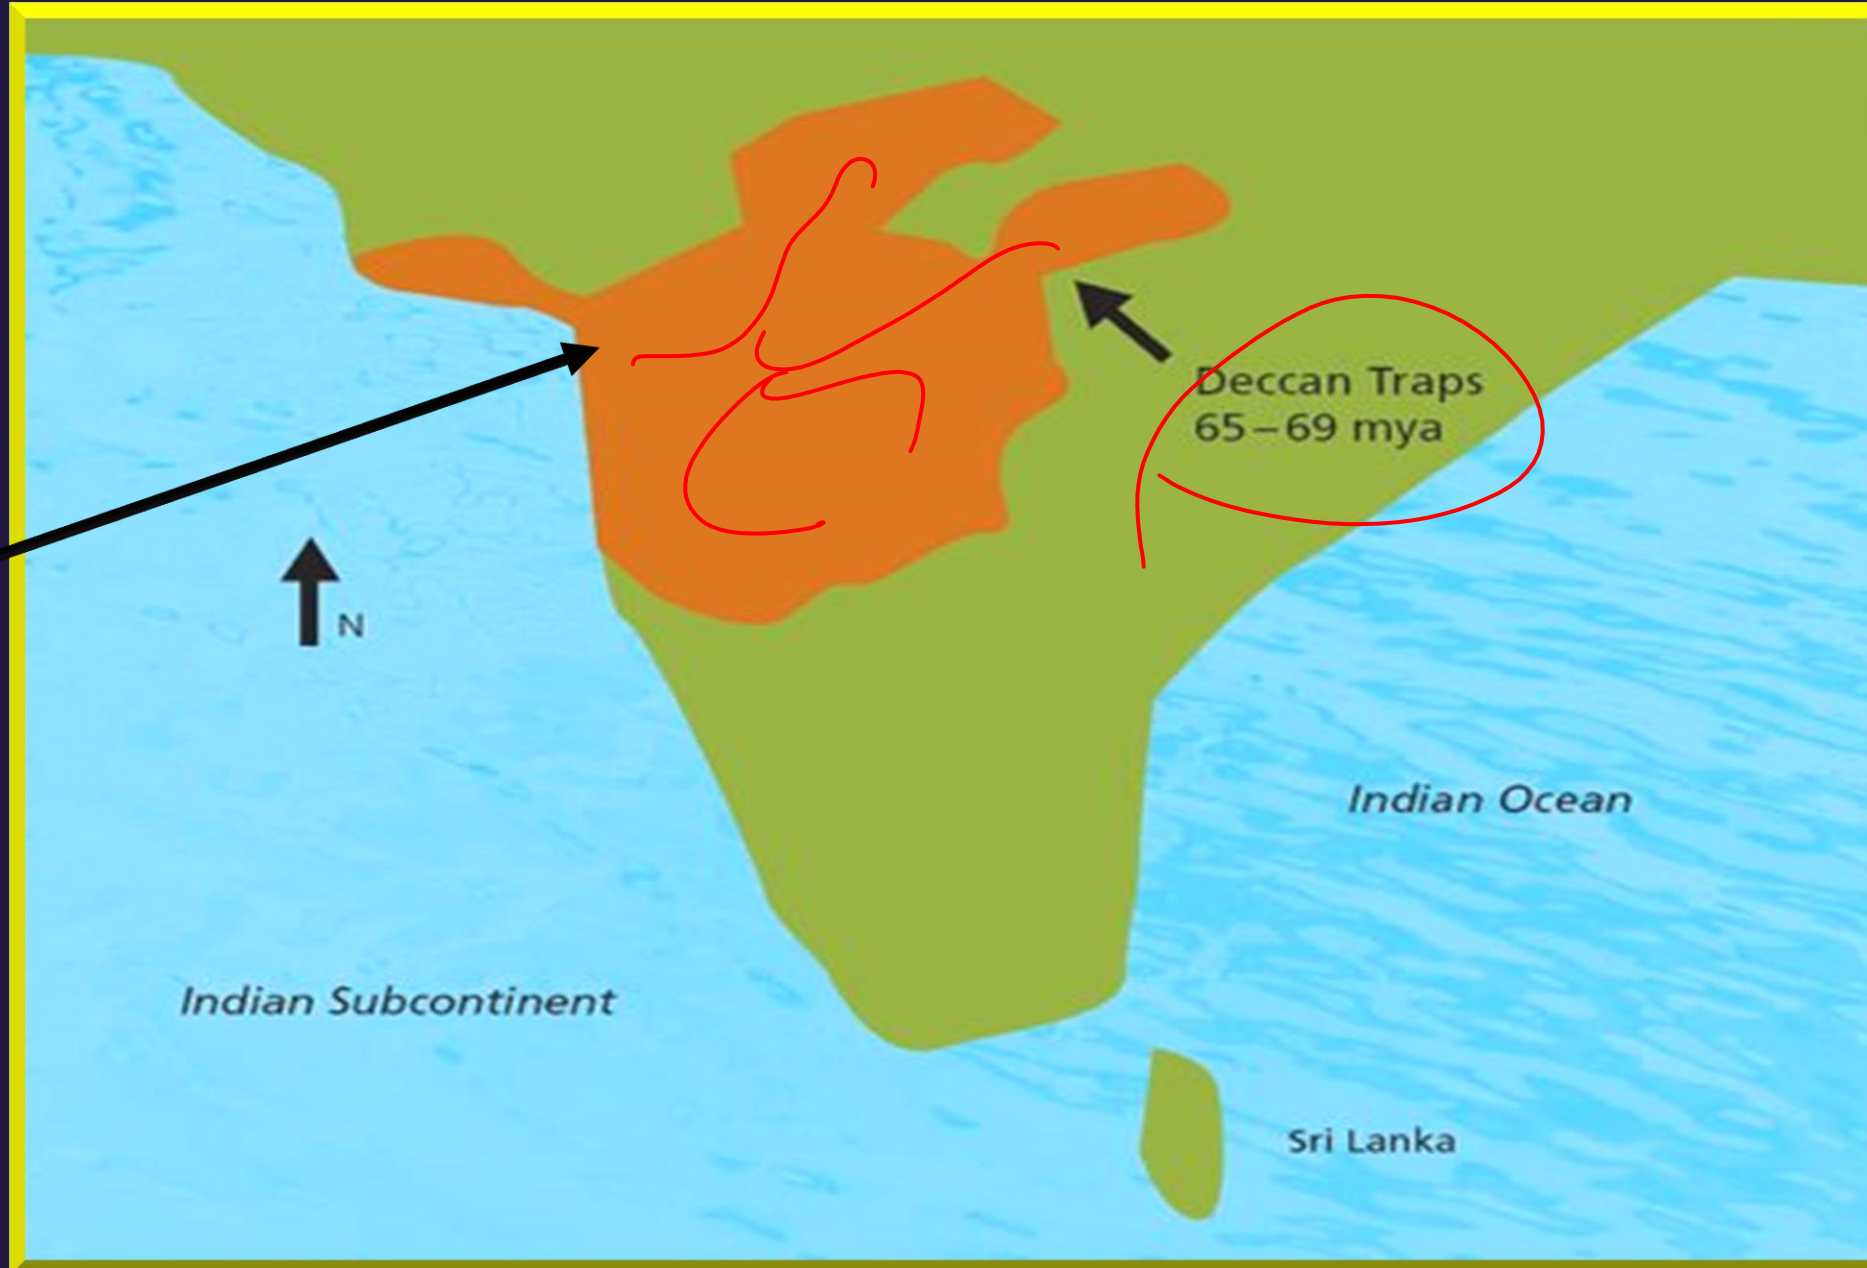 Deccan Traps
65–69 mya
N
Indian Ocean
Indian Subcontinent
Sri Lanka